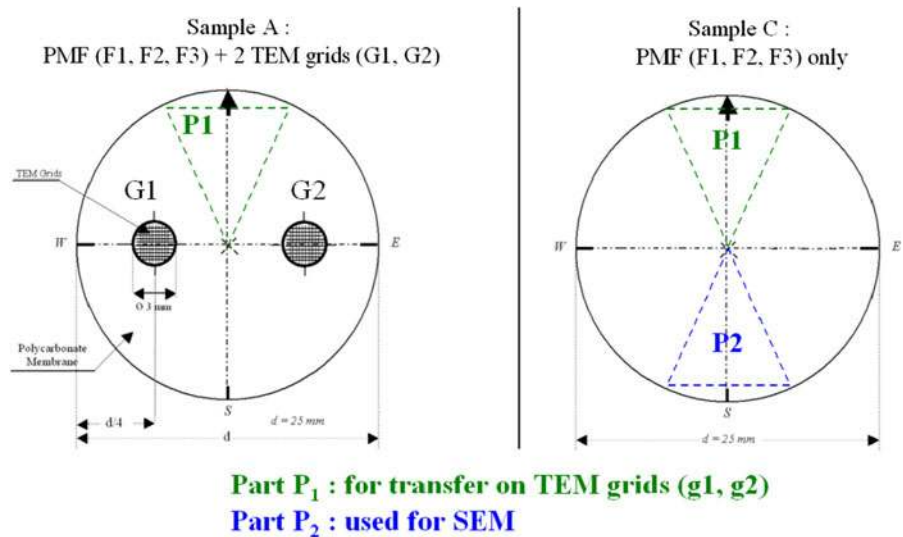 Sample A :
PMF (F1, F2, F3) + 2 TEM grids (G1, G2)
P1
TEM Grids
G1
G2
W
E
O 3 mm
Polycarbonate
Membrane
S
d/4
d = 25 mm
d
Sample C :
PMF (F1, F2, F3) only
P1
W
E
P2
S
d = 25 mm
Part P1 : for transfer on TEM grids (g1, g2)
Part P2 : used for SEM